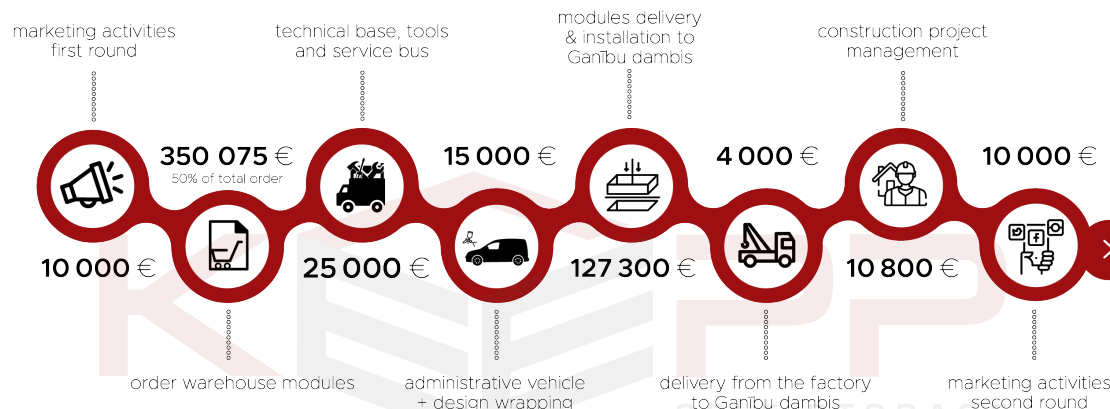 marketing activities
first round
technical base, tools
and service bus
modules delivery
& installation to
Ganību dambis
construction project
management
350 075 €
50% of total order
15 000 €
4 000 €
10 000 €
10 000 €
25 000 €
127 300 €
10 800 €
order warehouse modules
administrative vehicle
+ design wrapping
delivery from the factory
to Ganību dambis
marketing activities
second round
KEEPP